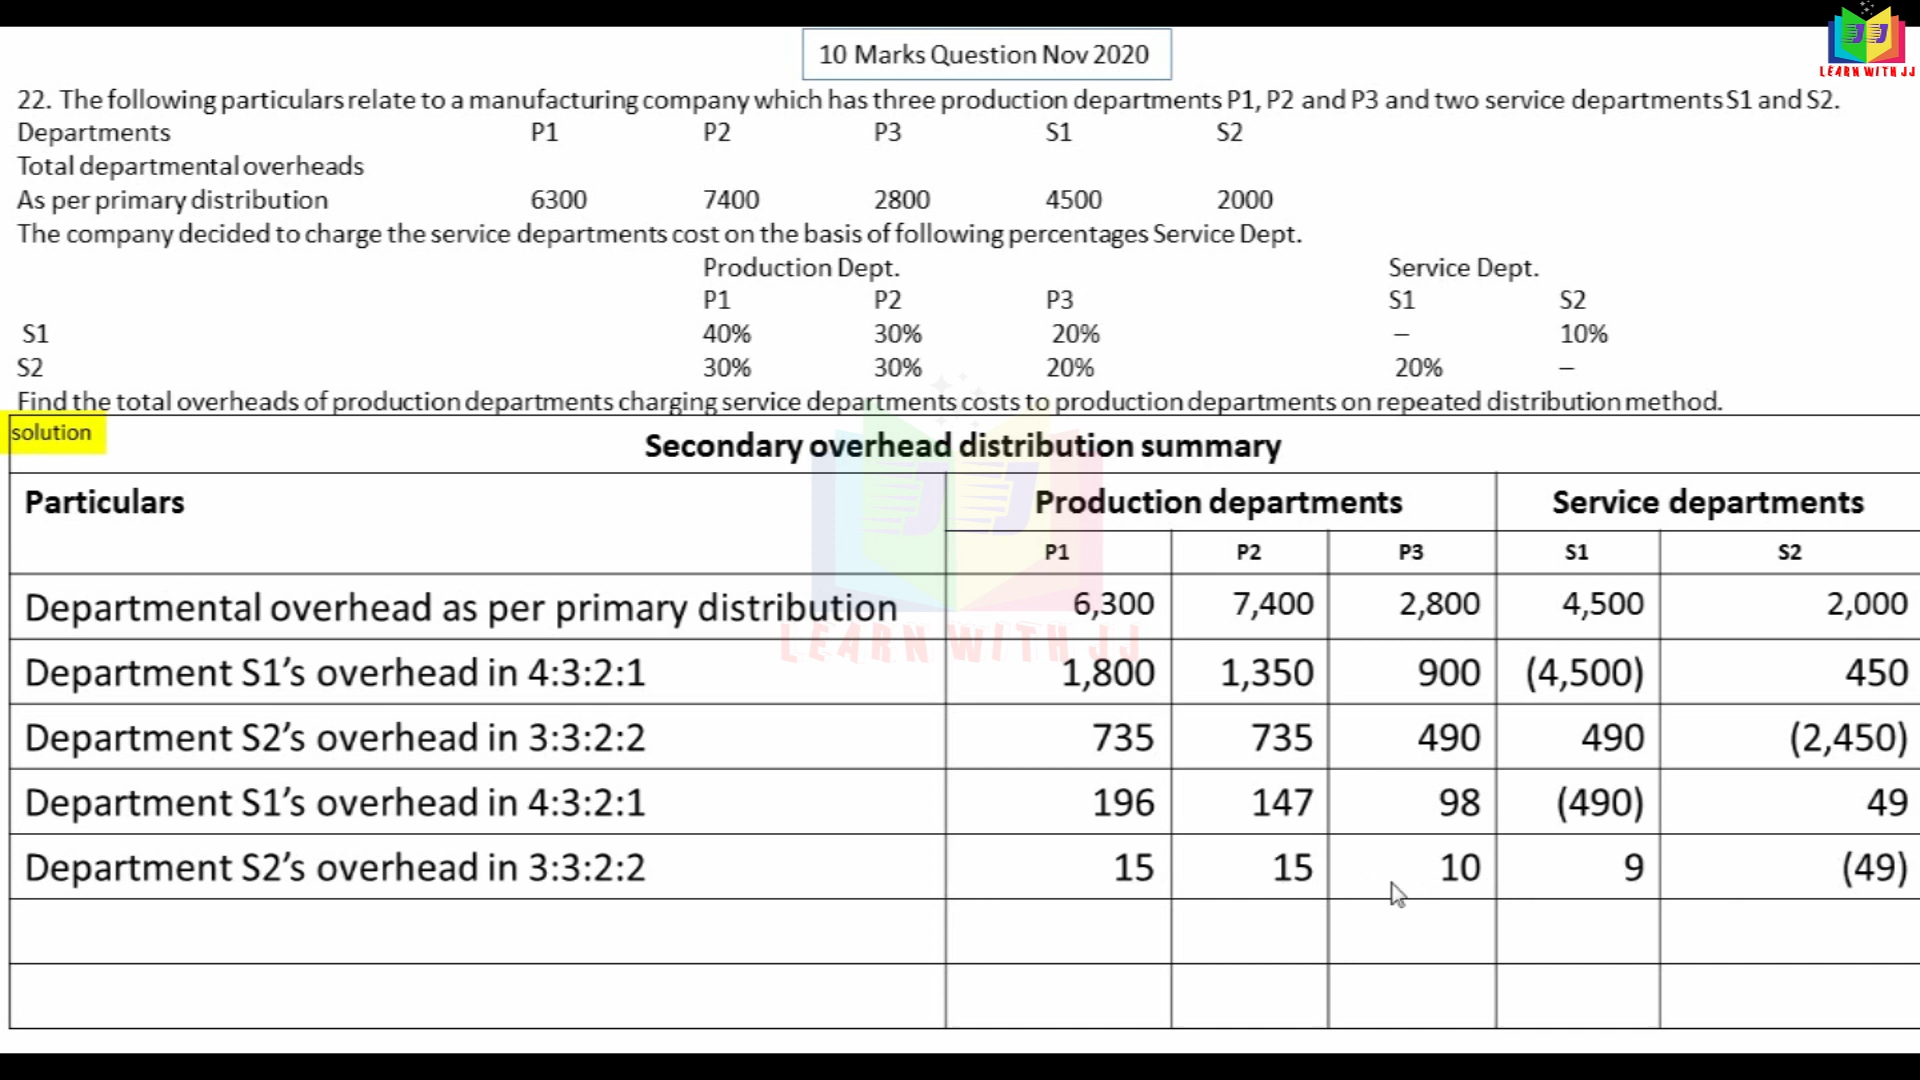 10 Marks Question Nov 2020
LEARN WITH JJ
22. The following particulars relate to a manufacturing company which has three production departments P1, P2 and P3 and two service departments S1 and S2.
Departments P1 P2 P3 S1 S2
Total departmental overheads
As per primary distribution 6300 7400 2800 4500 2000
The company decided to charge the service departments cost on the basis of following percentages Service Dept.
Production Dept. Service Dept.
P1 P2 P3 S1 S2
S1 40% 30% 20% – 10%
S2 30% 30% 20% 20% –
Find the total overheads of production departments charging service departments costs to production departments on repeated distribution method.
solution
Secondary overhead distribution summary
Particulars Production departments Service departments
P1 P2 P3 S1 S2
Departmental overhead as per primary distribution 6,300 7,400 2,800 4,500 2,000
LEARN WITH JJ
Department S1’s overhead in 4:3:2:1 1,800 1,350 900 (4,500) 450
Department S2’s overhead in 3:3:2:2 735 735 490 490 (2,450)
Department S1’s overhead in 4:3:2:1 196 147 98 (490) 49
Department S2’s overhead in 3:3:2:2 15 15 10 9 (49)